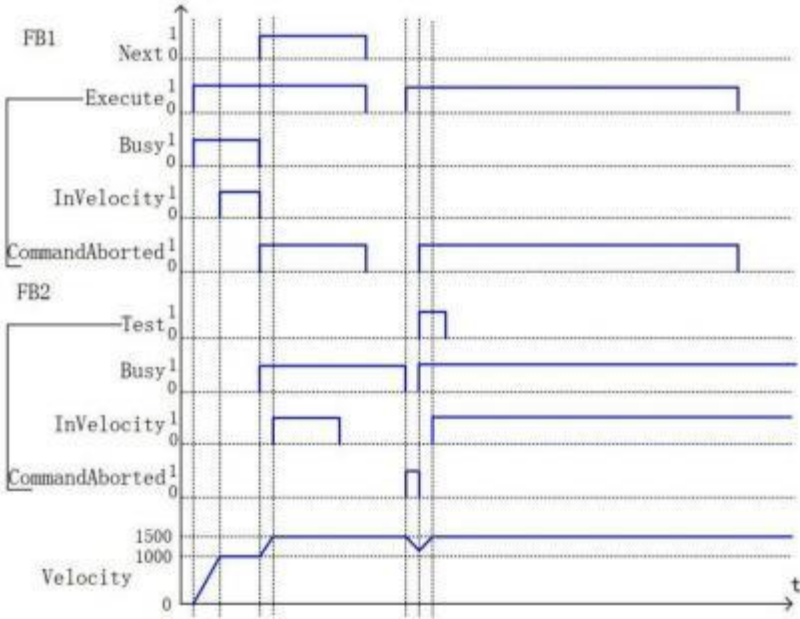 FB1
Next 1
0
Execute 1
0
Busy 1
0
InVelocity 1
0
CommandAborted 1
0
FB2
Test 1
0
Busy 1
0
InVelocity 1
0
CommandAborted 1
0
1500
1000
Velocity
0
t